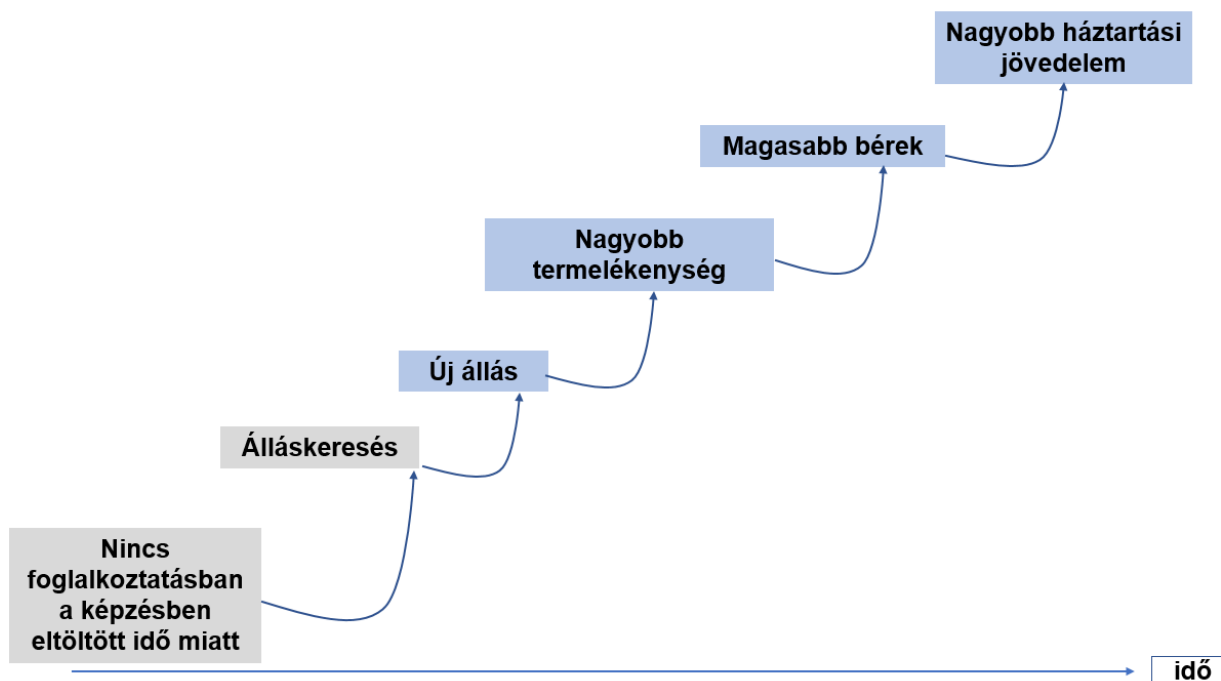 Nagyobb háztartási
jövedelem
Magasabb bérek
Nagyobb
termelékenység
Új állás
Álláskeresés
Nincs
foglalkoztatásban
a képzésben
eltöltött idő miatt
idő